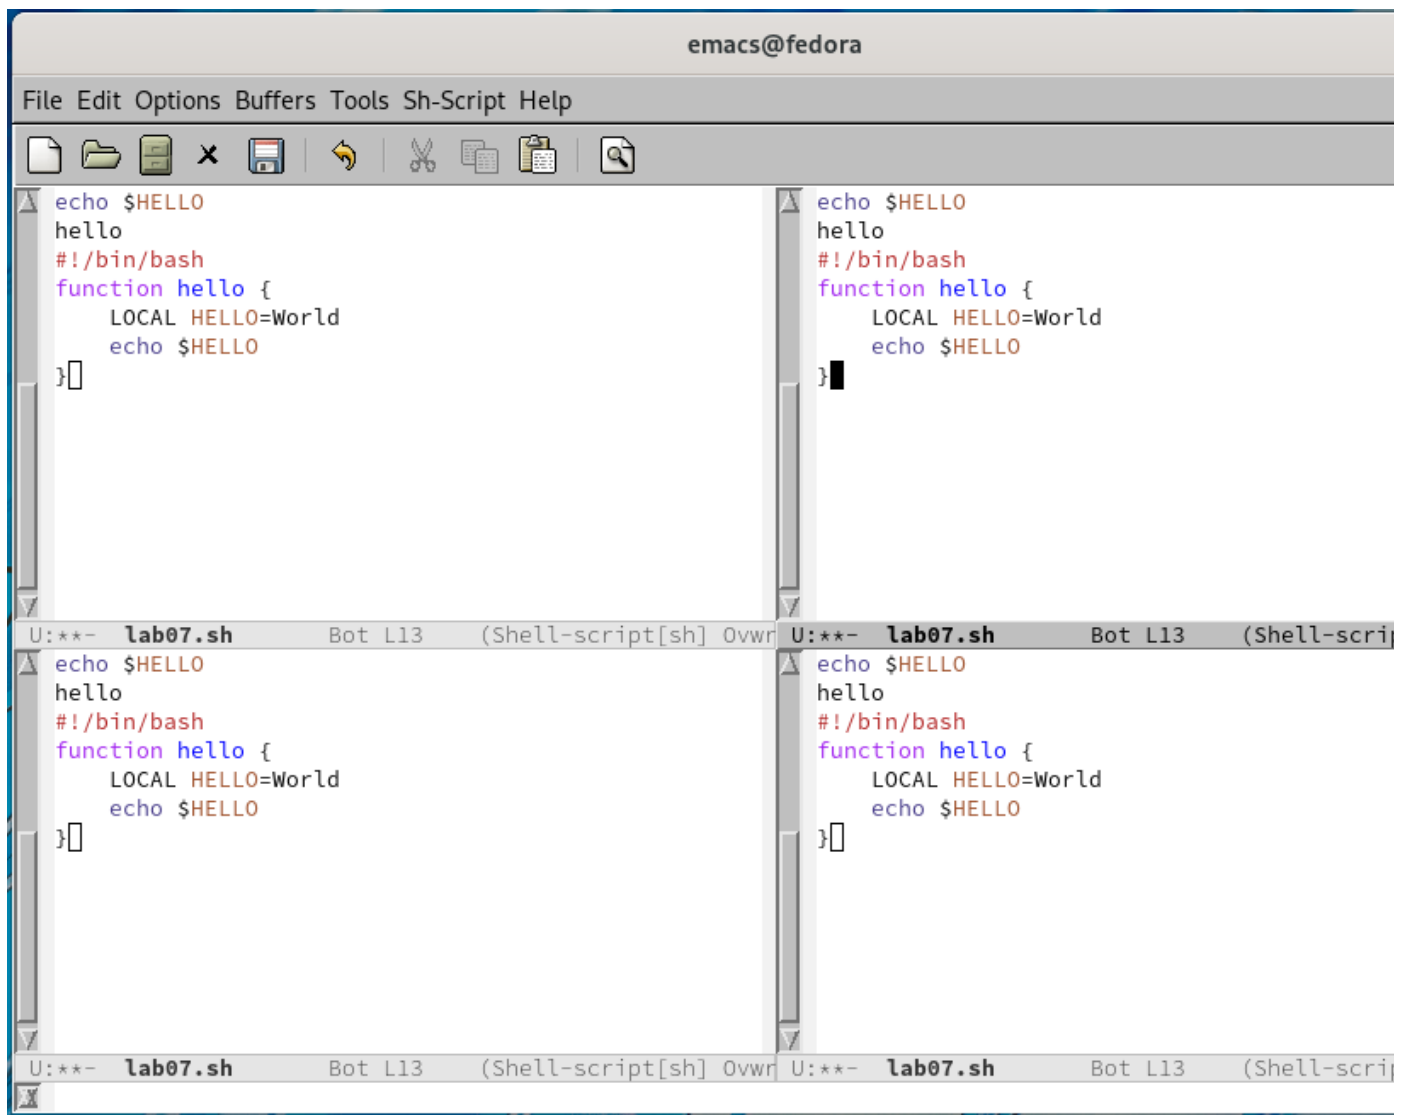 emacs@fedora
File Edit Options Buffers Tools Sh-Script Help
echo $HELLO
hello
#!/bin/bash
function hello {
    LOCAL HELLO=World
    echo $HELLO
}
U:**-  lab07.sh       Bot L13    (Shell-script[sh] Ovwr
echo $HELLO
hello
#!/bin/bash
function hello {
    LOCAL HELLO=World
    echo $HELLO
}
U:**-  lab07.sh       Bot L13    (Shell-scrip
echo $HELLO
hello
#!/bin/bash
function hello {
    LOCAL HELLO=World
    echo $HELLO
}
U:**-  lab07.sh       Bot L13    (Shell-script[sh] Ovwr
echo $HELLO
hello
#!/bin/bash
function hello {
    LOCAL HELLO=World
    echo $HELLO
}
U:**-  lab07.sh       Bot L13    (Shell-scrip